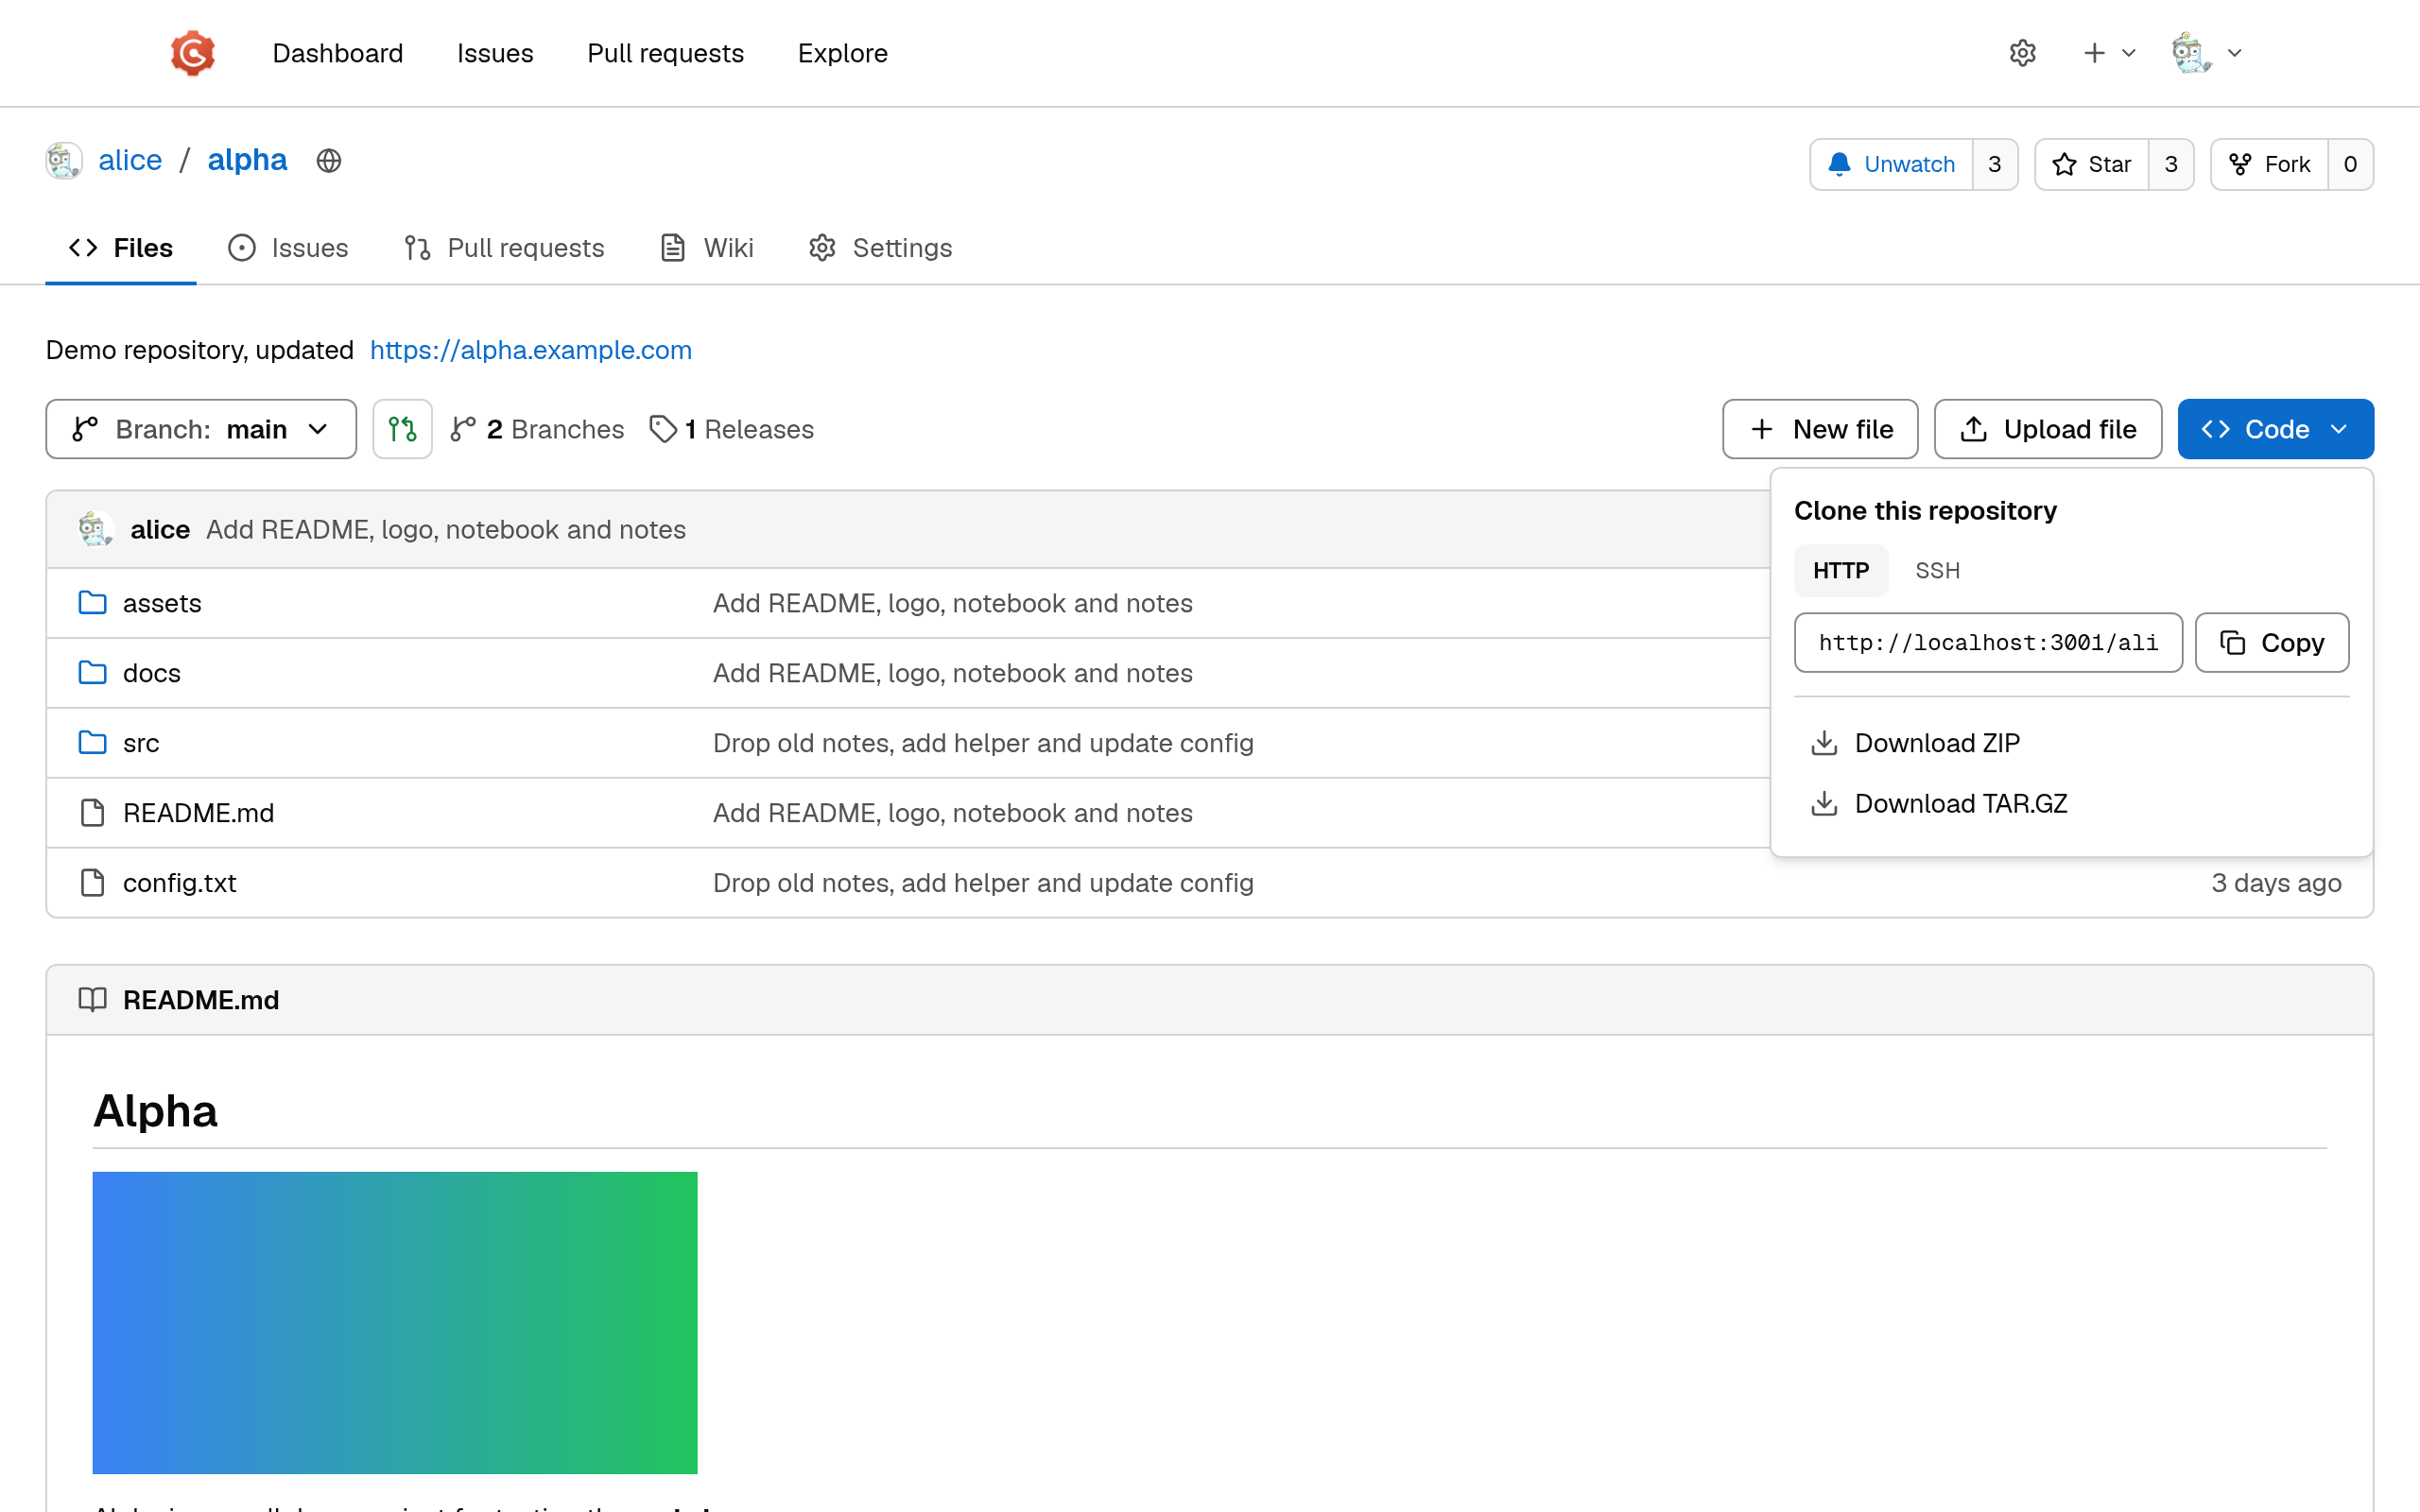 Dashboard Issues Pull requests Explore
alice / alpha
Unwatch 3 Star 3 Fork 0
Files Issues Pull requests Wiki Settings
Demo repository, updated https://alpha.example.com
Branch: main 2 Branches 1 Releases New file Upload file Code
Clone this repository
HTTP SSH
http://localhost:3001/ali Copy
Download ZIP
Download TAR.GZ
alice Add README, logo, notebook and notes
assets Add README, logo, notebook and notes
docs Add README, logo, notebook and notes
src Drop old notes, add helper and update config
README.md Add README, logo, notebook and notes
config.txt Drop old notes, add helper and update config 3 days ago
README.md
Alpha